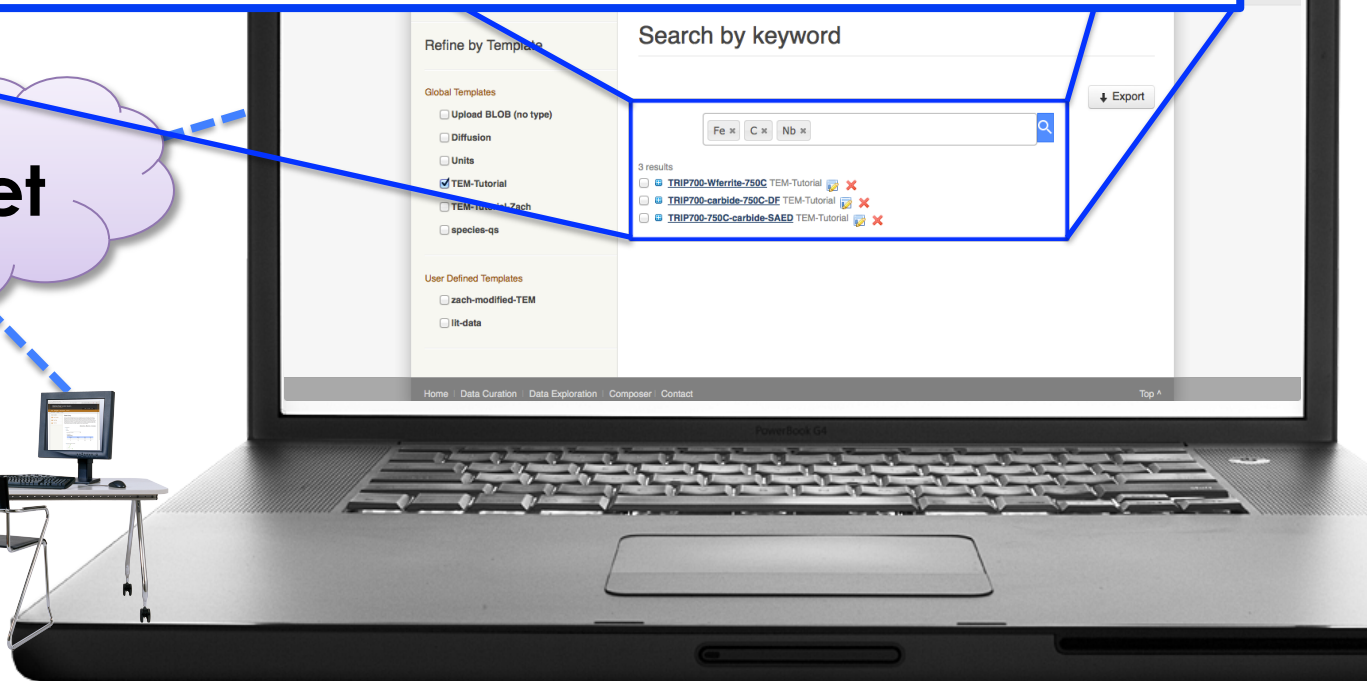 Refine by Template
Search by keyword
Global Templates
Export
Upload BLOB (no type)
Fe × C × Nb ×
Diffusion
Units
3 results
TEM-Tutorial
TRIP700-Wferrite-750C TEM-Tutorial
TRIP700-carbide-750C-DF TEM-Tutorial
TEM-Tutorial-Zach
TRIP700-750C-carbide-SAED TEM-Tutorial
species-qs
et
User Defined Templates
zach-modified-TEM
lit-data
Home | Data Curation | Data Exploration | Composer | Contact
Top ^
PowerBook G4